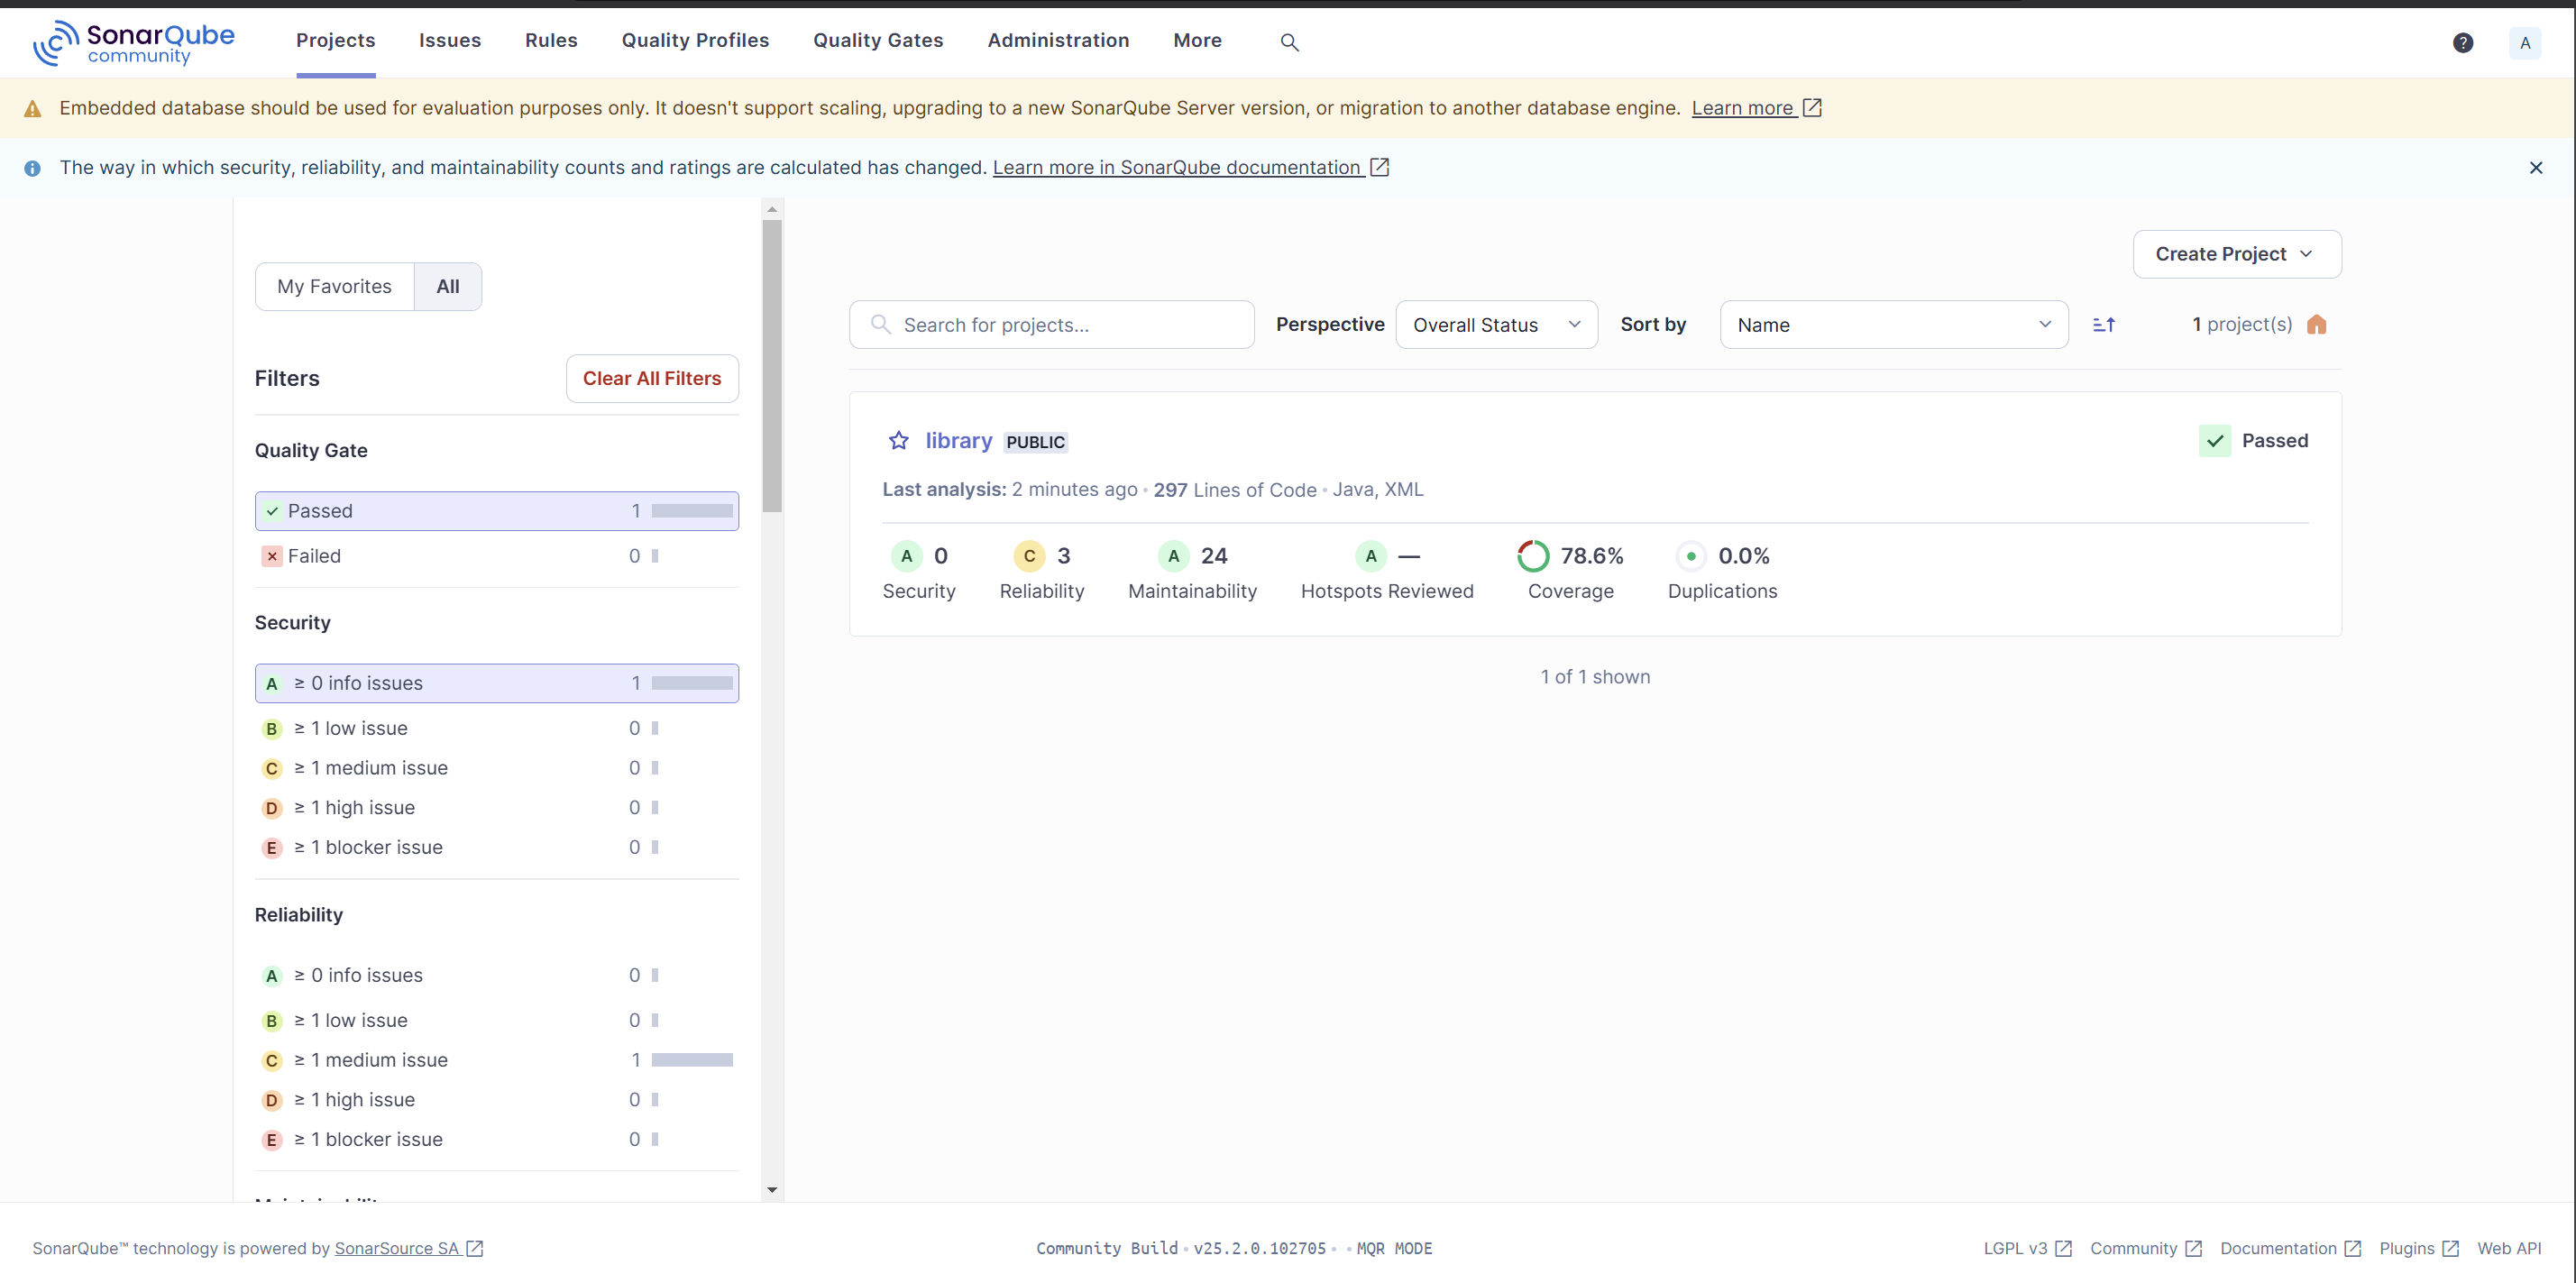 SonarQube community
Projects Issues Rules Quality Profiles Quality Gates Administration More ? A
Embedded database should be used for evaluation purposes only. It doesn't support scaling, upgrading to a new SonarQube Server version, or migration to another database engine. Learn more
The way in which security, reliability, and maintainability counts and ratings are calculated has changed. Learn more in SonarQube documentation
My Favorites All
Filters Clear All Filters
Quality Gate
Passed 1
Failed 0
Security
A ≥ 0 info issues 1
B ≥ 1 low issue 0
C ≥ 1 medium issue 0
D ≥ 1 high issue 0
E ≥ 1 blocker issue 0
Reliability
A ≥ 0 info issues 0
B ≥ 1 low issue 0
C ≥ 1 medium issue 1
D ≥ 1 high issue 0
E ≥ 1 blocker issue 0
Create Project
Search for projects... Perspective Overall Status Sort by Name 1 project(s)
library PUBLIC Passed
Last analysis: 2 minutes ago • 297 Lines of Code • Java, XML
A 0 C 3 A 24 A — 78.6% 0.0%
Security Reliability Maintainability Hotspots Reviewed Coverage Duplications
1 of 1 shown
SonarQube™ technology is powered by SonarSource SA
Community Build • v25.2.0.102705 • • MQR MODE
LGPL v3 Community Documentation Plugins Web API